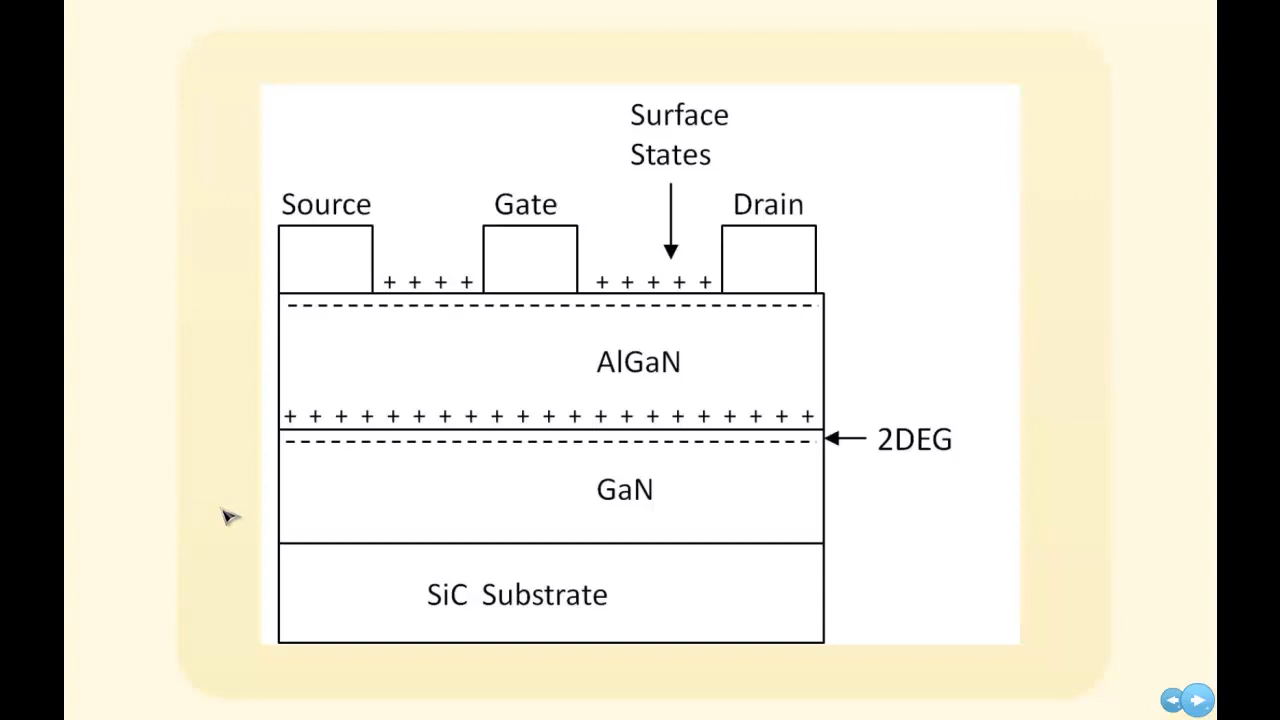 Surface
States
Source
Gate
Drain
+ + + +
+ + + + +
AlGaN
+ + + + + + + + + + + + + + + + + + + + +
2DEG
GaN
SiC Substrate